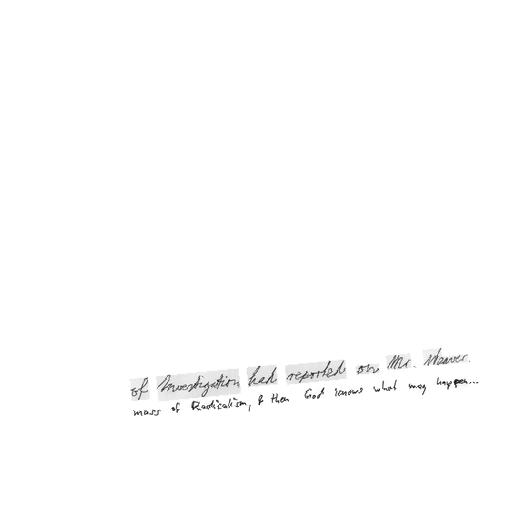 of Investigation had reported on Mr. Weaver.
mass of Radicalism, & then God knows what may happen...